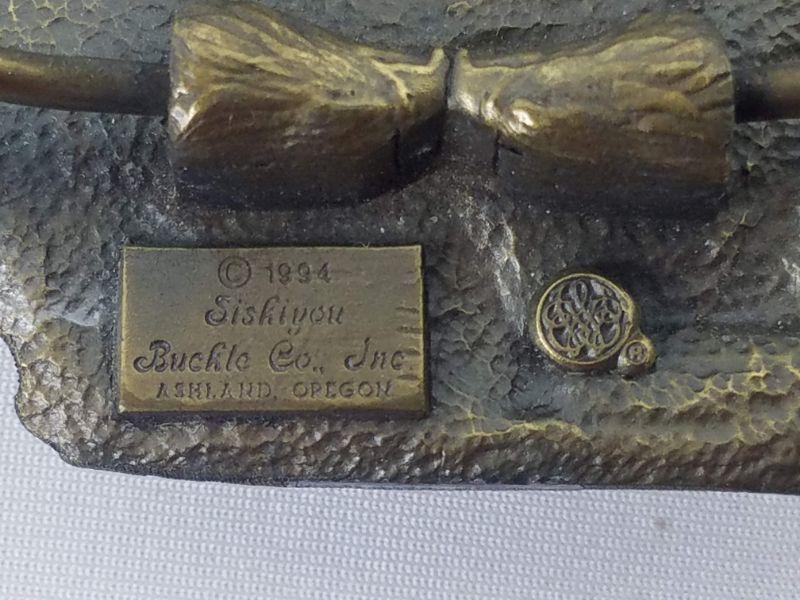 © 1994
Siskiyou
Buckle Co., Inc.
ASHLAND, OREGON
®